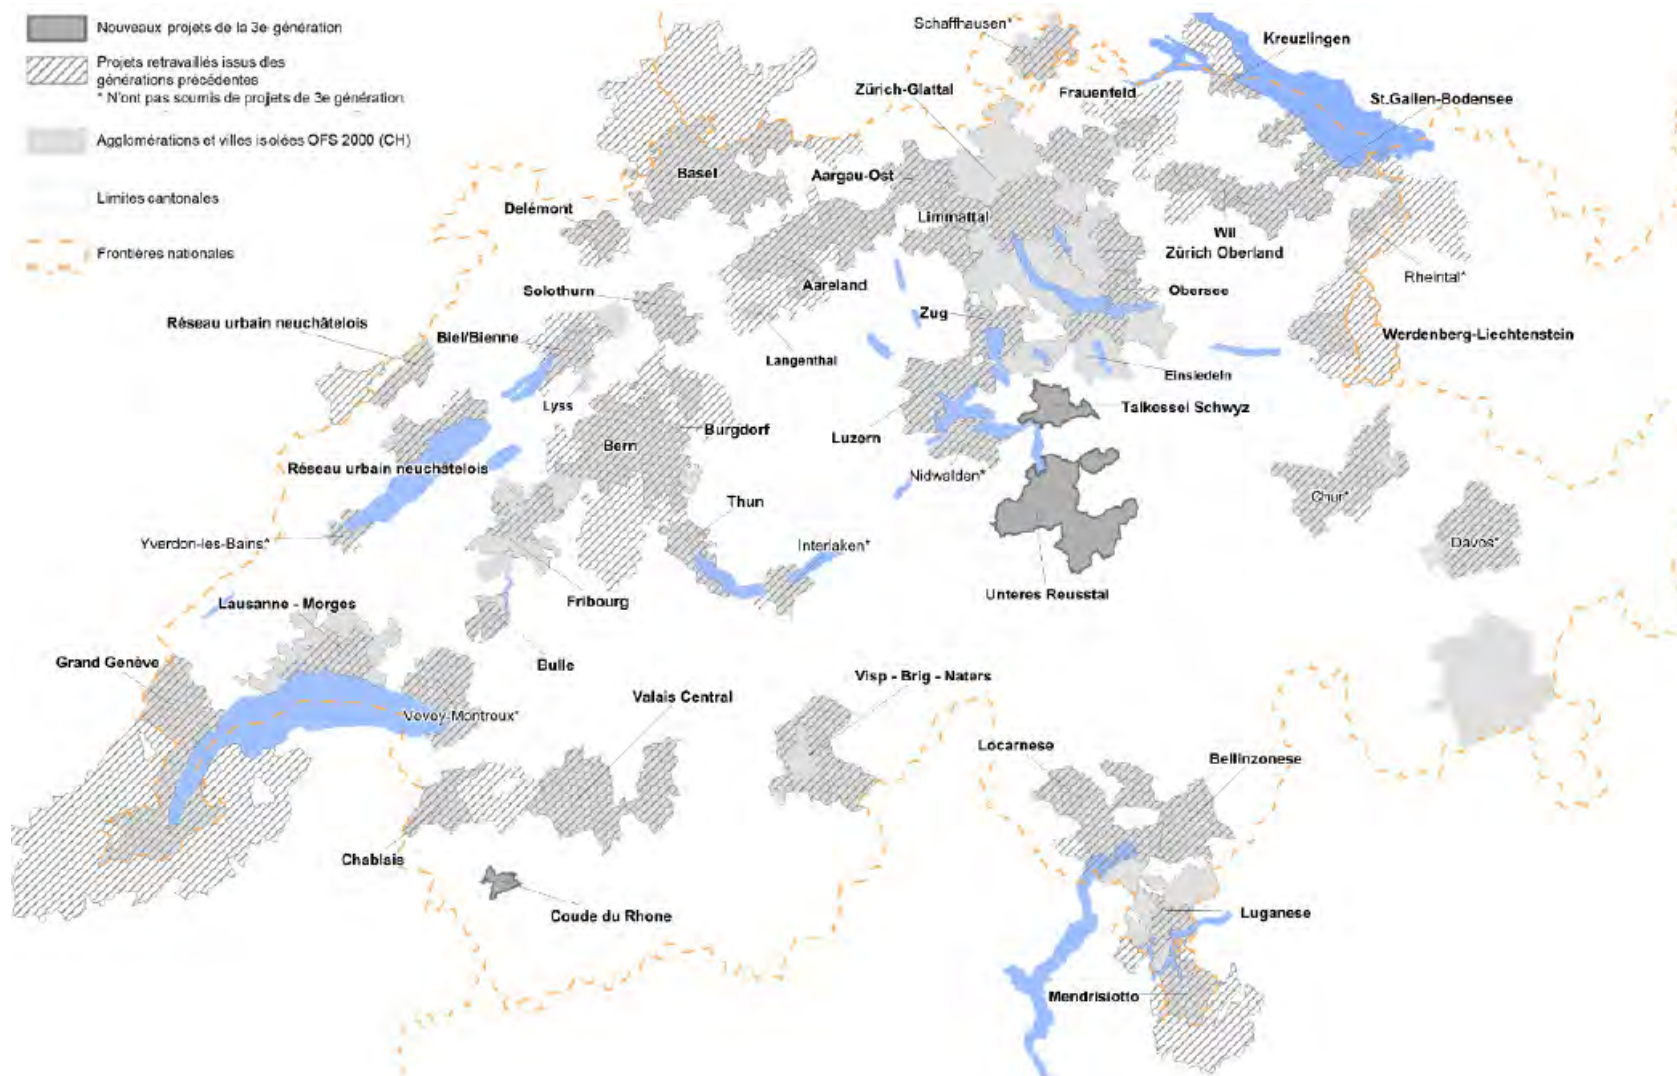 Nouveaux projets de la 3e génération
Projets retravaillés issus des
générations précédentes
* N'ont pas soumis de projets de 3e génération
Agglomérations et villes isolées OFS 2000 (CH)
Limites cantonales
Frontières nationales
Schaffhausen*
Kreuzlingen
Zürich-Glattal
Frauenfeld
St.Gallen-Bodensee
Basel
Aargau-Ost
Delémont
Limmattal
Wil
Zürich Oberland
Rheintal*
Aareland
Solothurn
Obersee
Zug
Réseau urbain neuchâtelois
Biel/Bienne
Werdenberg-Liechtenstein
Langenthal
Einsiedeln
Lyss
Talkessel Schwyz
Burgdorf
Luzern
Bern
Réseau urbain neuchâtelois
Nidwalden*
Chur*
Thun
Yverdon-les-Bains*
Interlaken*
Davos*
Unteres Reusstal
Lausanne - Morges
Fribourg
Grand Genève
Bulle
Visp - Brig - Naters
Valais Central
Vevey-Montreux*
Locarnese
Bellinzonese
Chablais
Coude du Rhone
Luganese
Mendrisiotto